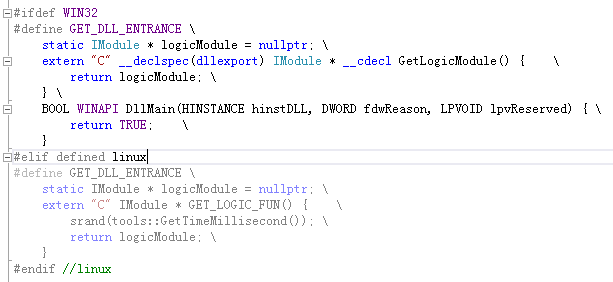 #ifdef WIN32
#define GET_DLL_ENTRANCE \
static IModule * logicModule = nullptr; \
extern "C" __declspec(dllexport) IModule * __cdecl GetLogicModule() { \
return logicModule; \
} \
BOOL WINAPI DllMain(HINSTANCE hinstDLL, DWORD fdwReason, LPVOID lpvReserved) { \
return TRUE; \
}
#elif defined linux
#define GET_DLL_ENTRANCE \
static IModule * logicModule = nullptr; \
extern "C" IModule * GET_LOGIC_FUN() { \
srand(tools::GetTimeMillisecond()); \
return logicModule; \
}
#endif //linux